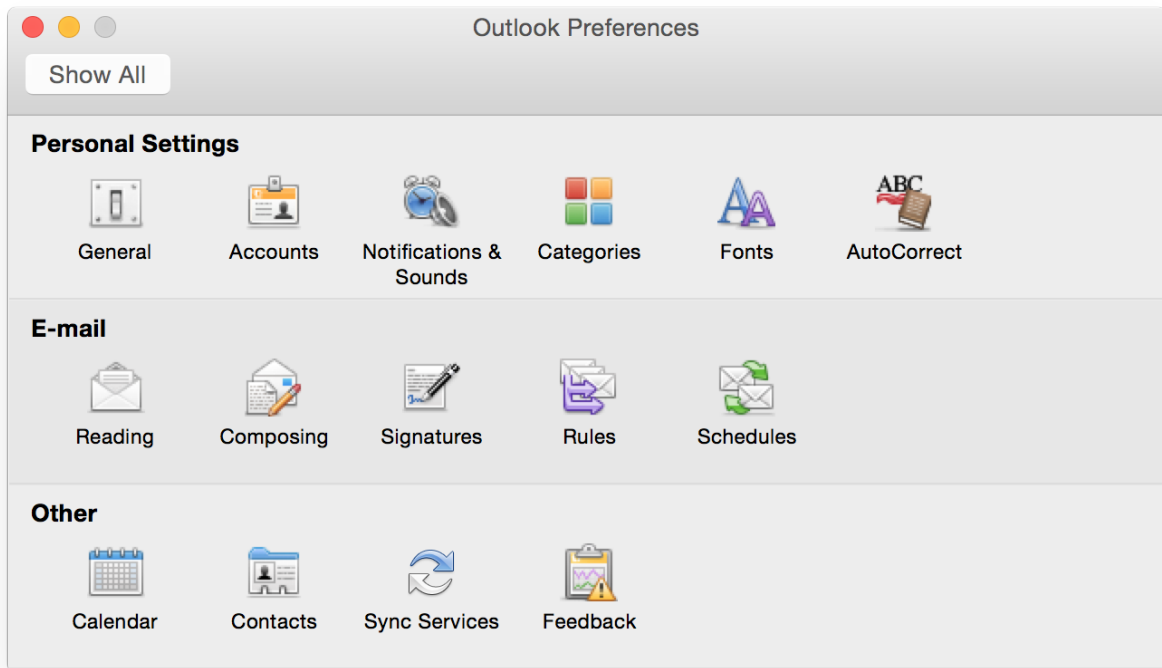 Outlook Preferences
Show All
Personal Settings
General
Accounts
Notifications &
Sounds
Categories
Fonts
ABC
AutoCorrect
E-mail
Reading
Composing
Signatures
Rules
Schedules
Other
Calendar
Contacts
Sync Services
Feedback